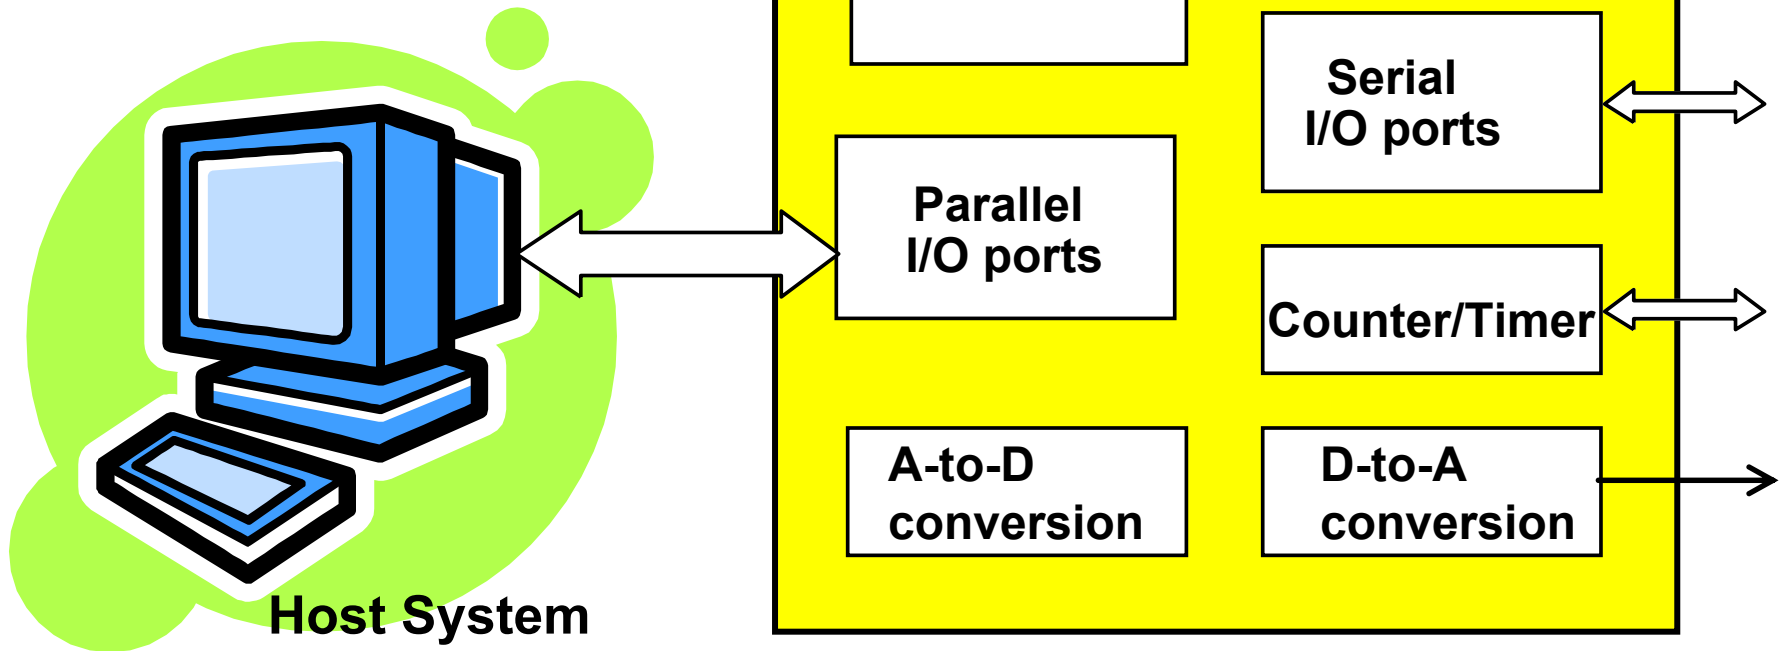 Serial
I/O ports
Parallel
I/O ports
Counter/Timer
A-to-D
conversion
D-to-A
conversion
Host System